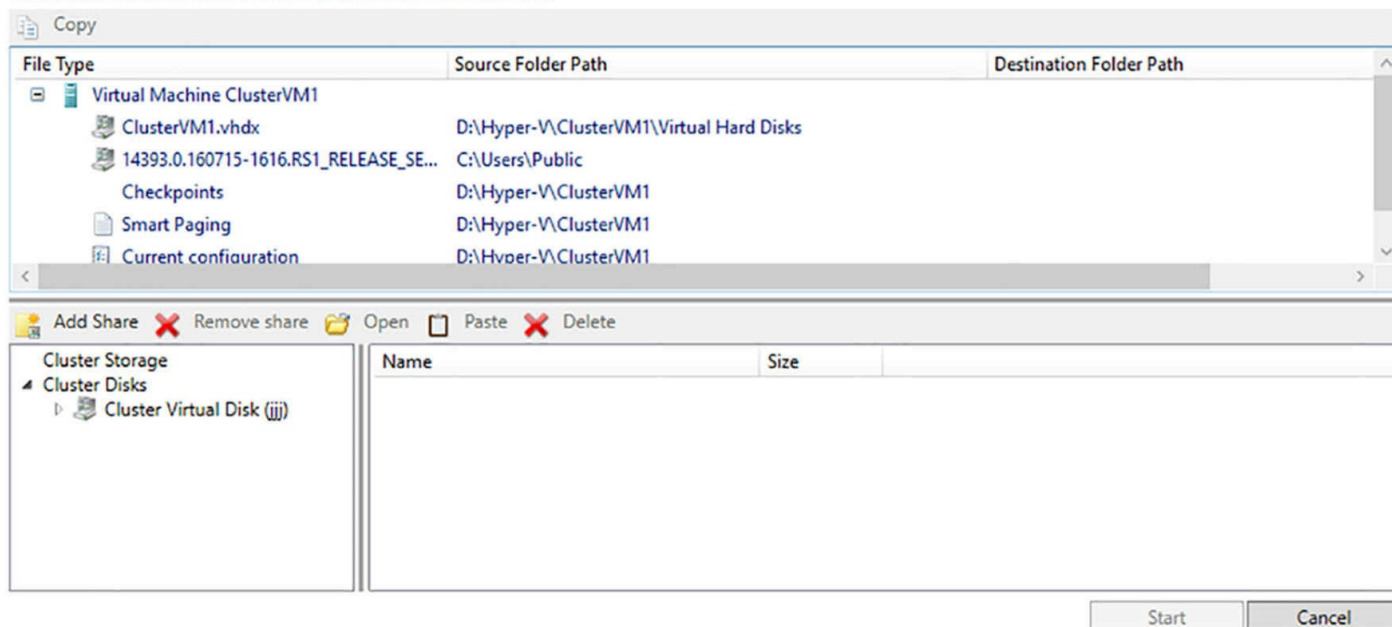 Copy
File Type Source Folder Path Destination Folder Path
Virtual Machine ClusterVM1
ClusterVM1.vhdx D:\Hyper-V\ClusterVM1\Virtual Hard Disks
14393.0.160715-1616.RS1_RELEASE_SE... C:\Users\Public
Checkpoints D:\Hyper-V\ClusterVM1
Smart Paging D:\Hyper-V\ClusterVM1
Current configuration D:\Hyper-V\ClusterVM1
Add Share Remove share Open Paste Delete
Cluster Storage Name Size
Cluster Disks
Cluster Virtual Disk (jjj)
Start Cancel